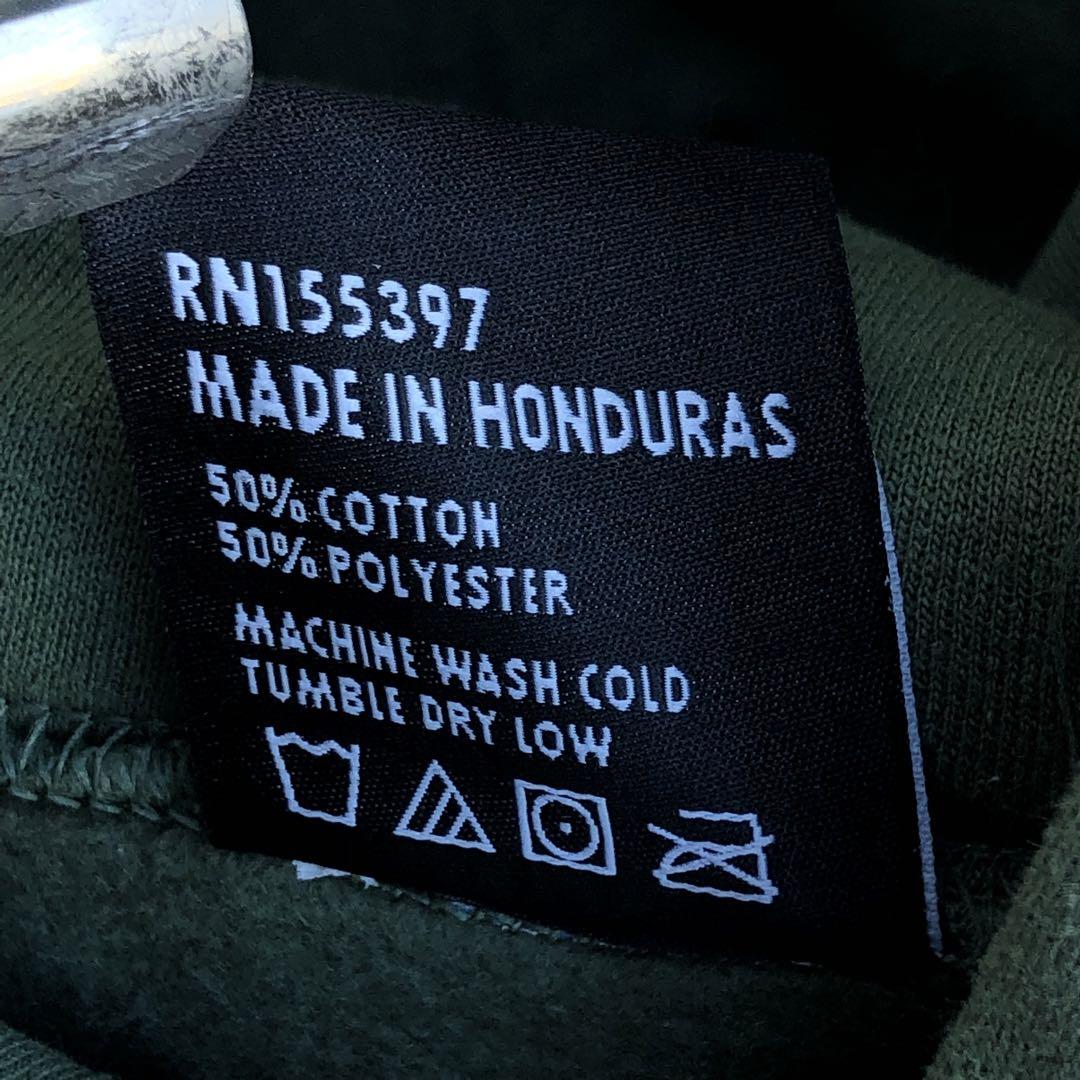 RN155397
MADE IN HONDURAS
50% COTTON
50% POLYESTER
MACHINE WASH COLD
TUMBLE DRY LOW